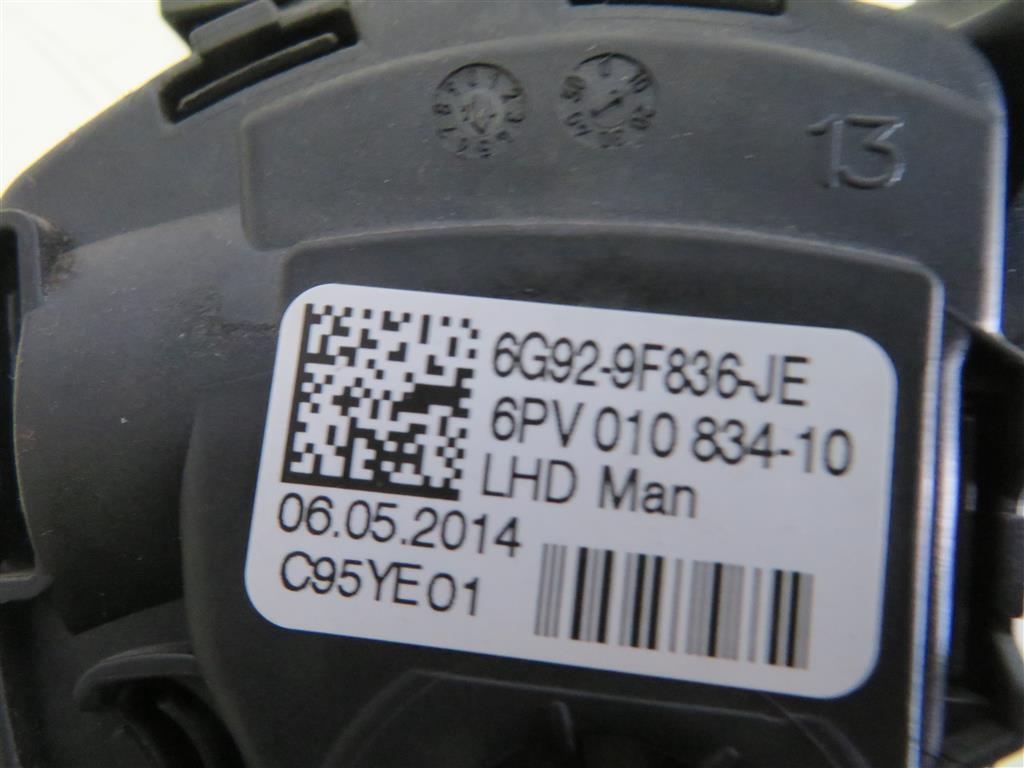 13
6G92-9F836-JE
6PV 010 834-10
LHD Man
06.05.2014
C95YE01